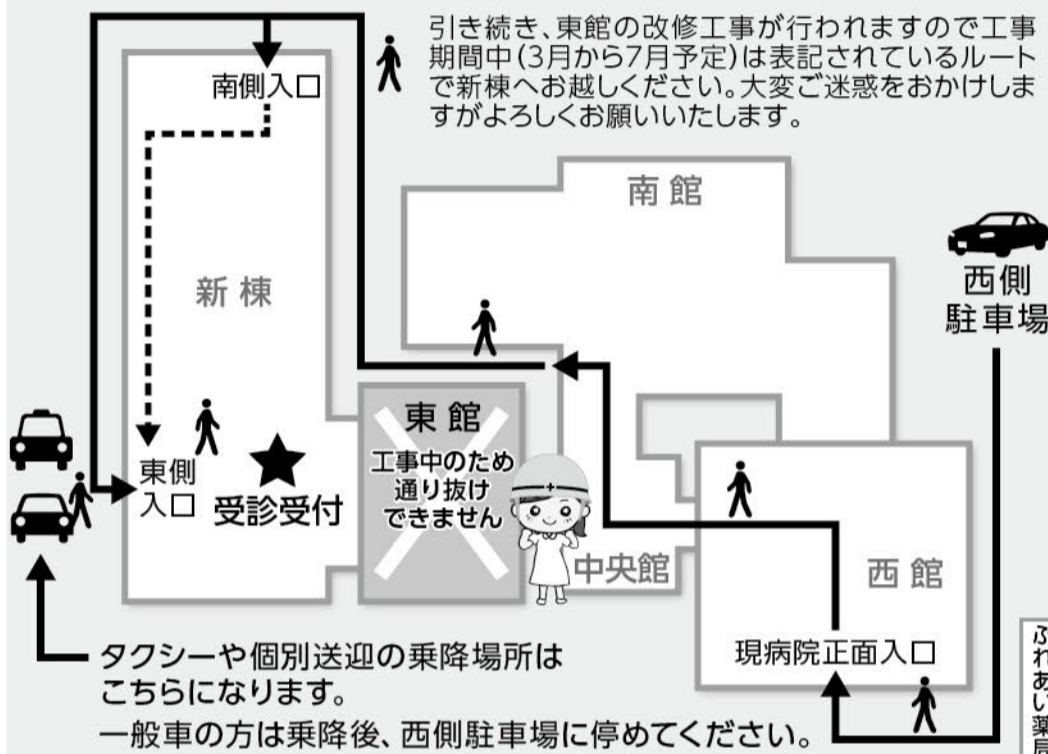 引き続き、東館の改修工事が行われますので工事
期間中(3月から7月予定)は表記されているルート
で新棟へお越しください。大変ご迷惑をおかけしま
すがよろしくお願いいたします。
南側入口
南館
西側
駐車場
新棟
東館
工事中のため
通り抜け
できません
東側
入口
受診受付
中央館
西館
現病院正面入口
タクシーや個別送迎の乗降場所は
こちらになります。
一般車の方は乗降後、西側駐車場に停めてください。
ふれあい薬局